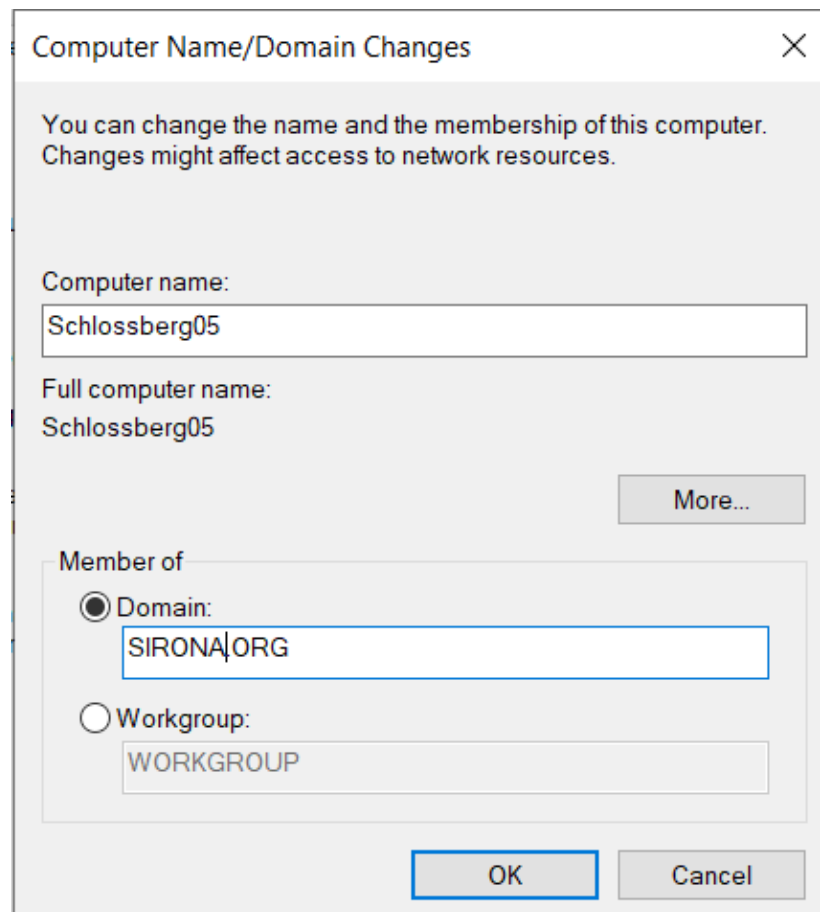 Computer Name/Domain Changes
You can change the name and the membership of this computer.
Changes might affect access to network resources.
Computer name:
Schlossberg05
Full computer name:
Schlossberg05
More...
Member of
Domain:
SIRONA.ORG
Workgroup:
WORKGROUP
OK
Cancel